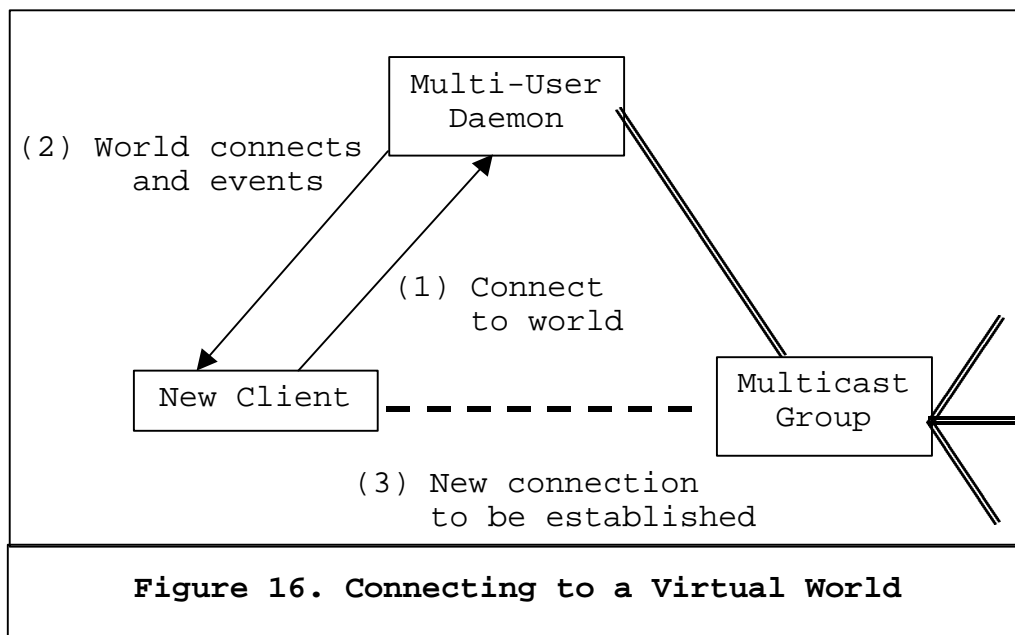 Multi-User
Daemon
(2) World connects
and events
(1) Connect
to world
New Client
Multicast
Group
(3) New connection
to be established
Figure 16. Connecting to a Virtual World